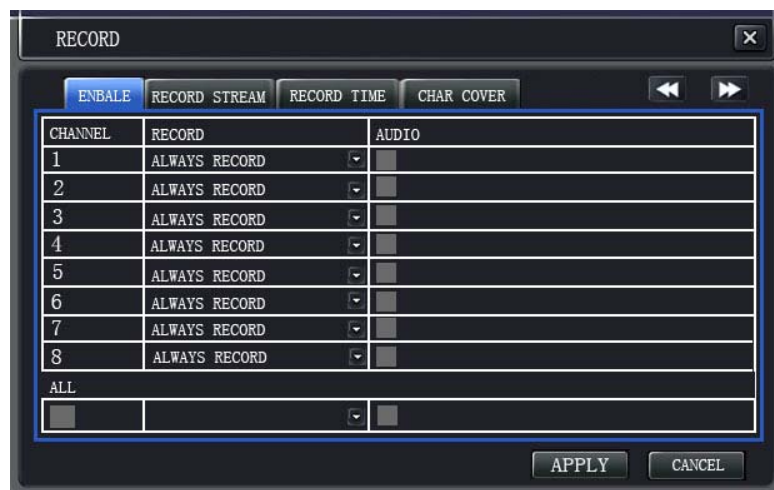 RECORD
ENBALE RECORD STREAM RECORD TIME CHAR COVER
CHANNEL RECORD AUDIO
1 ALWAYS RECORD
2 ALWAYS RECORD
3 ALWAYS RECORD
4 ALWAYS RECORD
5 ALWAYS RECORD
6 ALWAYS RECORD
7 ALWAYS RECORD
8 ALWAYS RECORD
ALL
APPLY CANCEL